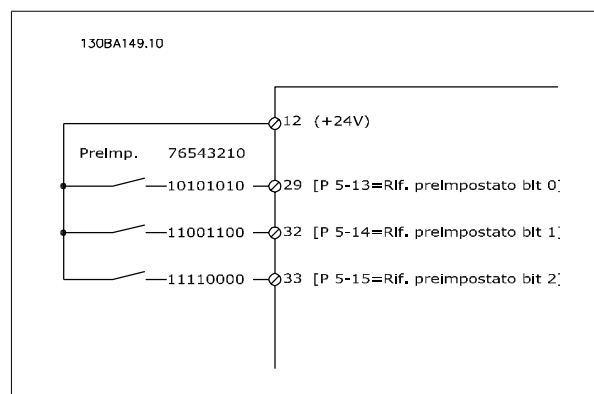 130BA149.10
12 (+24V)
PreImp. 76543210
10101010 29 [P 5-13=Rif. preimpostato bit 0]
11001100 32 [P 5-14=Rif. preimpostato bit 1]
11110000 33 [P 5-15=Rif. preimpostato bit 2]